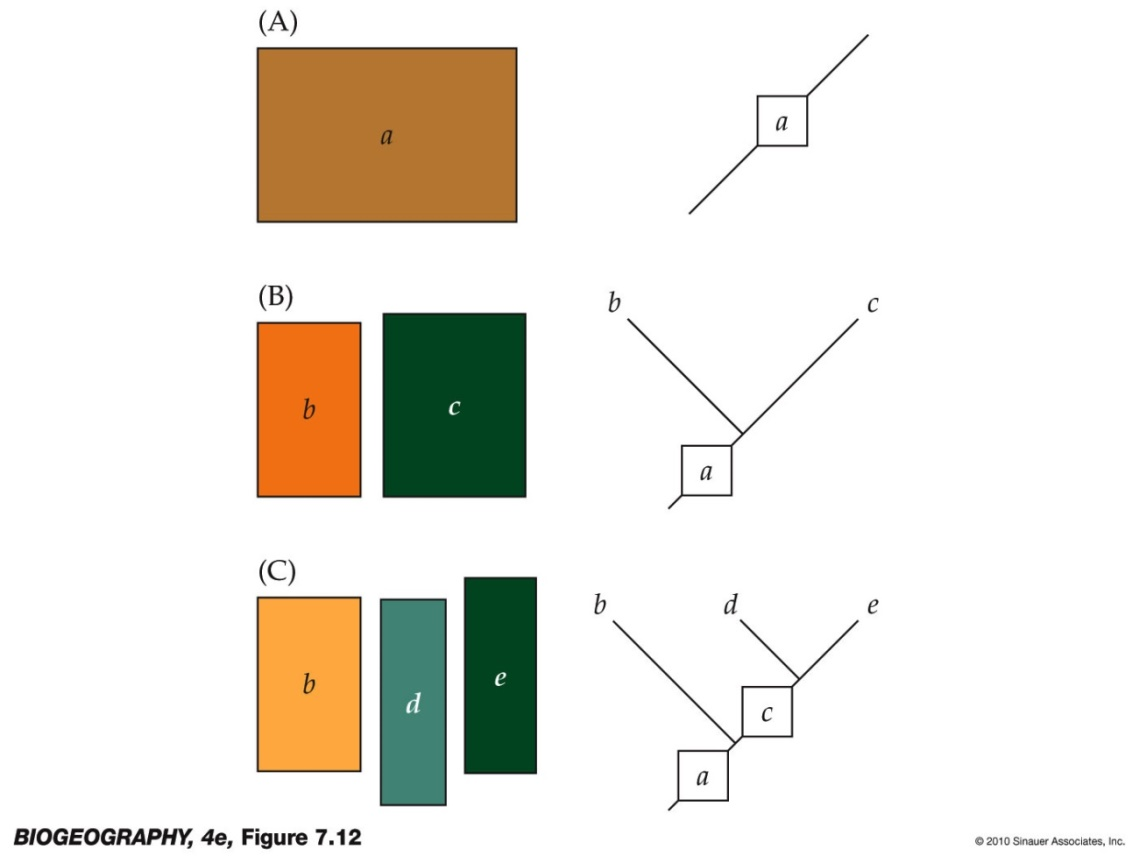 (A)
a
a
(B)
b
c
b
c
a
(C)
b
d
e
b
d
e
c
a
BIOGEOGRAPHY, 4e, Figure 7.12
© 2010 Sinauer Associates, Inc.